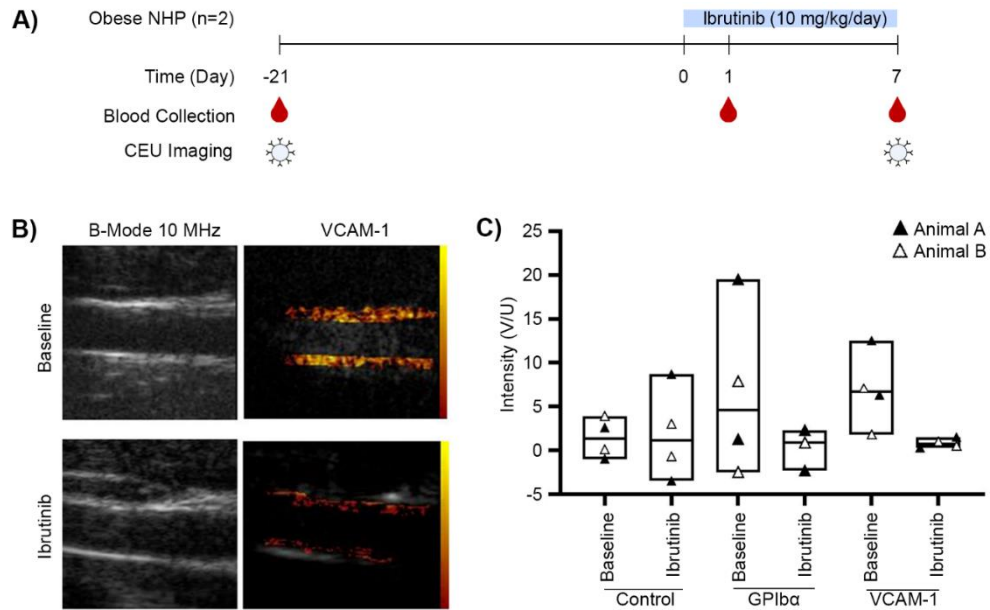 A)
Obese NHP (n=2)
Ibrutinib (10 mg/kg/day)
Time (Day)
-21
0
1
7
Blood Collection
CEU Imaging
B)
B-Mode 10 MHz
VCAM-1
Baseline
Ibrutinib
C)
Animal A
Animal B
Intensity (V/U)
25
20
15
10
5
0
-5
Baseline
Ibrutinib
Baseline
Ibrutinib
Baseline
Ibrutinib
Control
GPIbα
VCAM-1